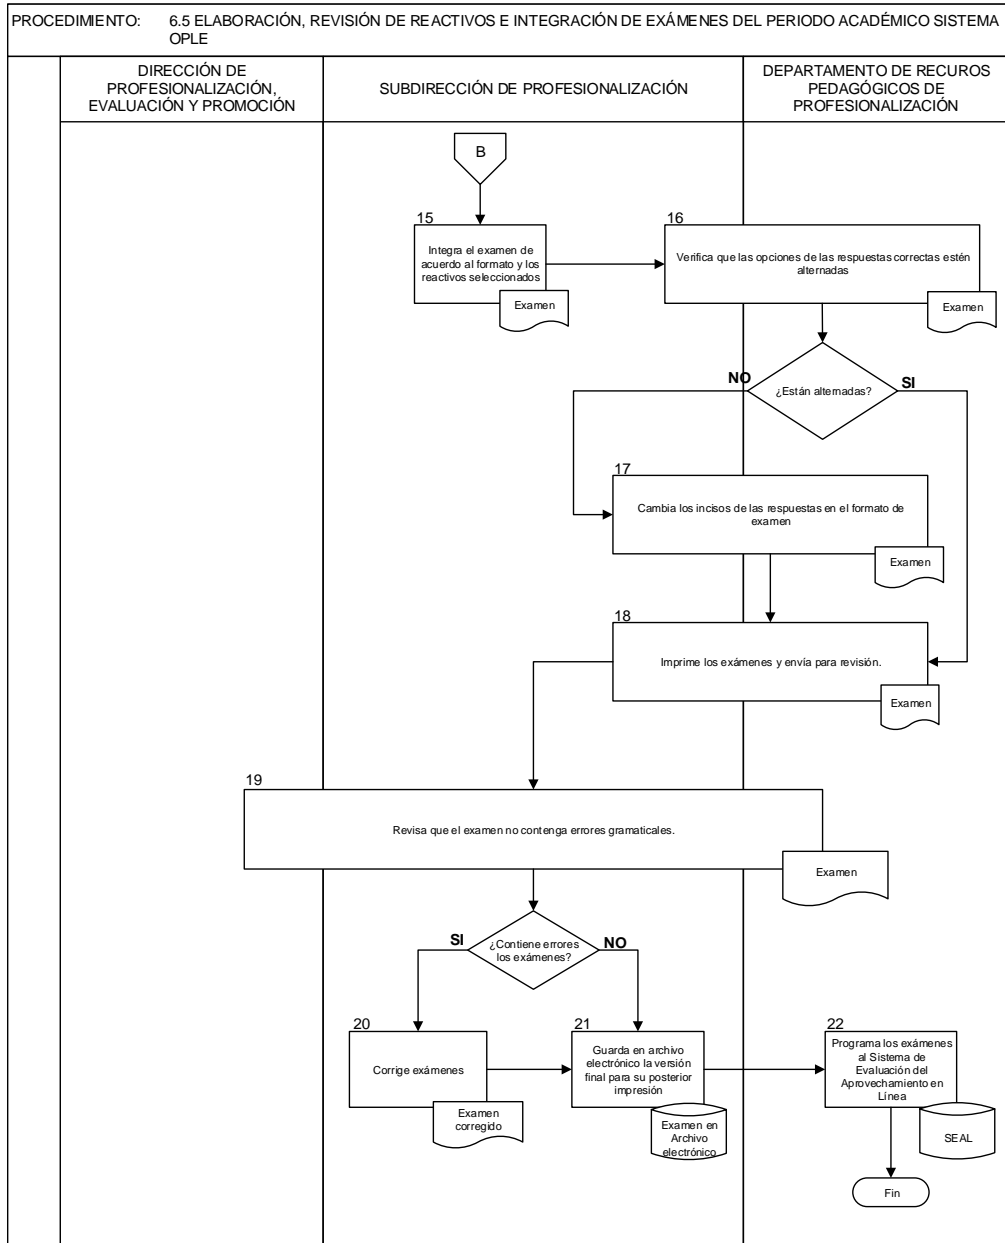 PROCEDIMIENTO: 6.5 ELABORACIÓN, REVISIÓN DE REACTIVOS E INTEGRACIÓN DE EXÁMENES DEL PERIODO ACADÉMICO SISTEMA
OPLE
DIRECCIÓN DE
PROFESIONALIZACIÓN,
EVALUACIÓN Y PROMOCIÓN
SUBDIRECCIÓN DE PROFESIONALIZACIÓN
DEPARTAMENTO DE RECUROS
PEDAGÓGICOS DE
PROFESIONALIZACIÓN
B
15
Integra el examen de
acuerdo al formato y los
reactivos seleccionados
Examen
16
Verifica que las opciones de las respuestas correctas estén
alternadas
Examen
¿Están alternadas?
NO
SI
17
Cambia los incisos de las respuestas en el formato de
examen
Examen
18
Imprime los exámenes y envía para revisión.
Examen
19
Revisa que el examen no contenga errores gramaticales.
Examen
¿Contiene errores
los exámenes?
SI
NO
20
Corrige exámenes
Examen
corregido
21
Guarda en archivo
electrónico la versión
final para su posterior
impresión
Examen en
Archivo
electrónico
22
Programa los exámenes
al Sistema de
Evaluación del
Aprovechamiento en
Línea
SEAL
Fin